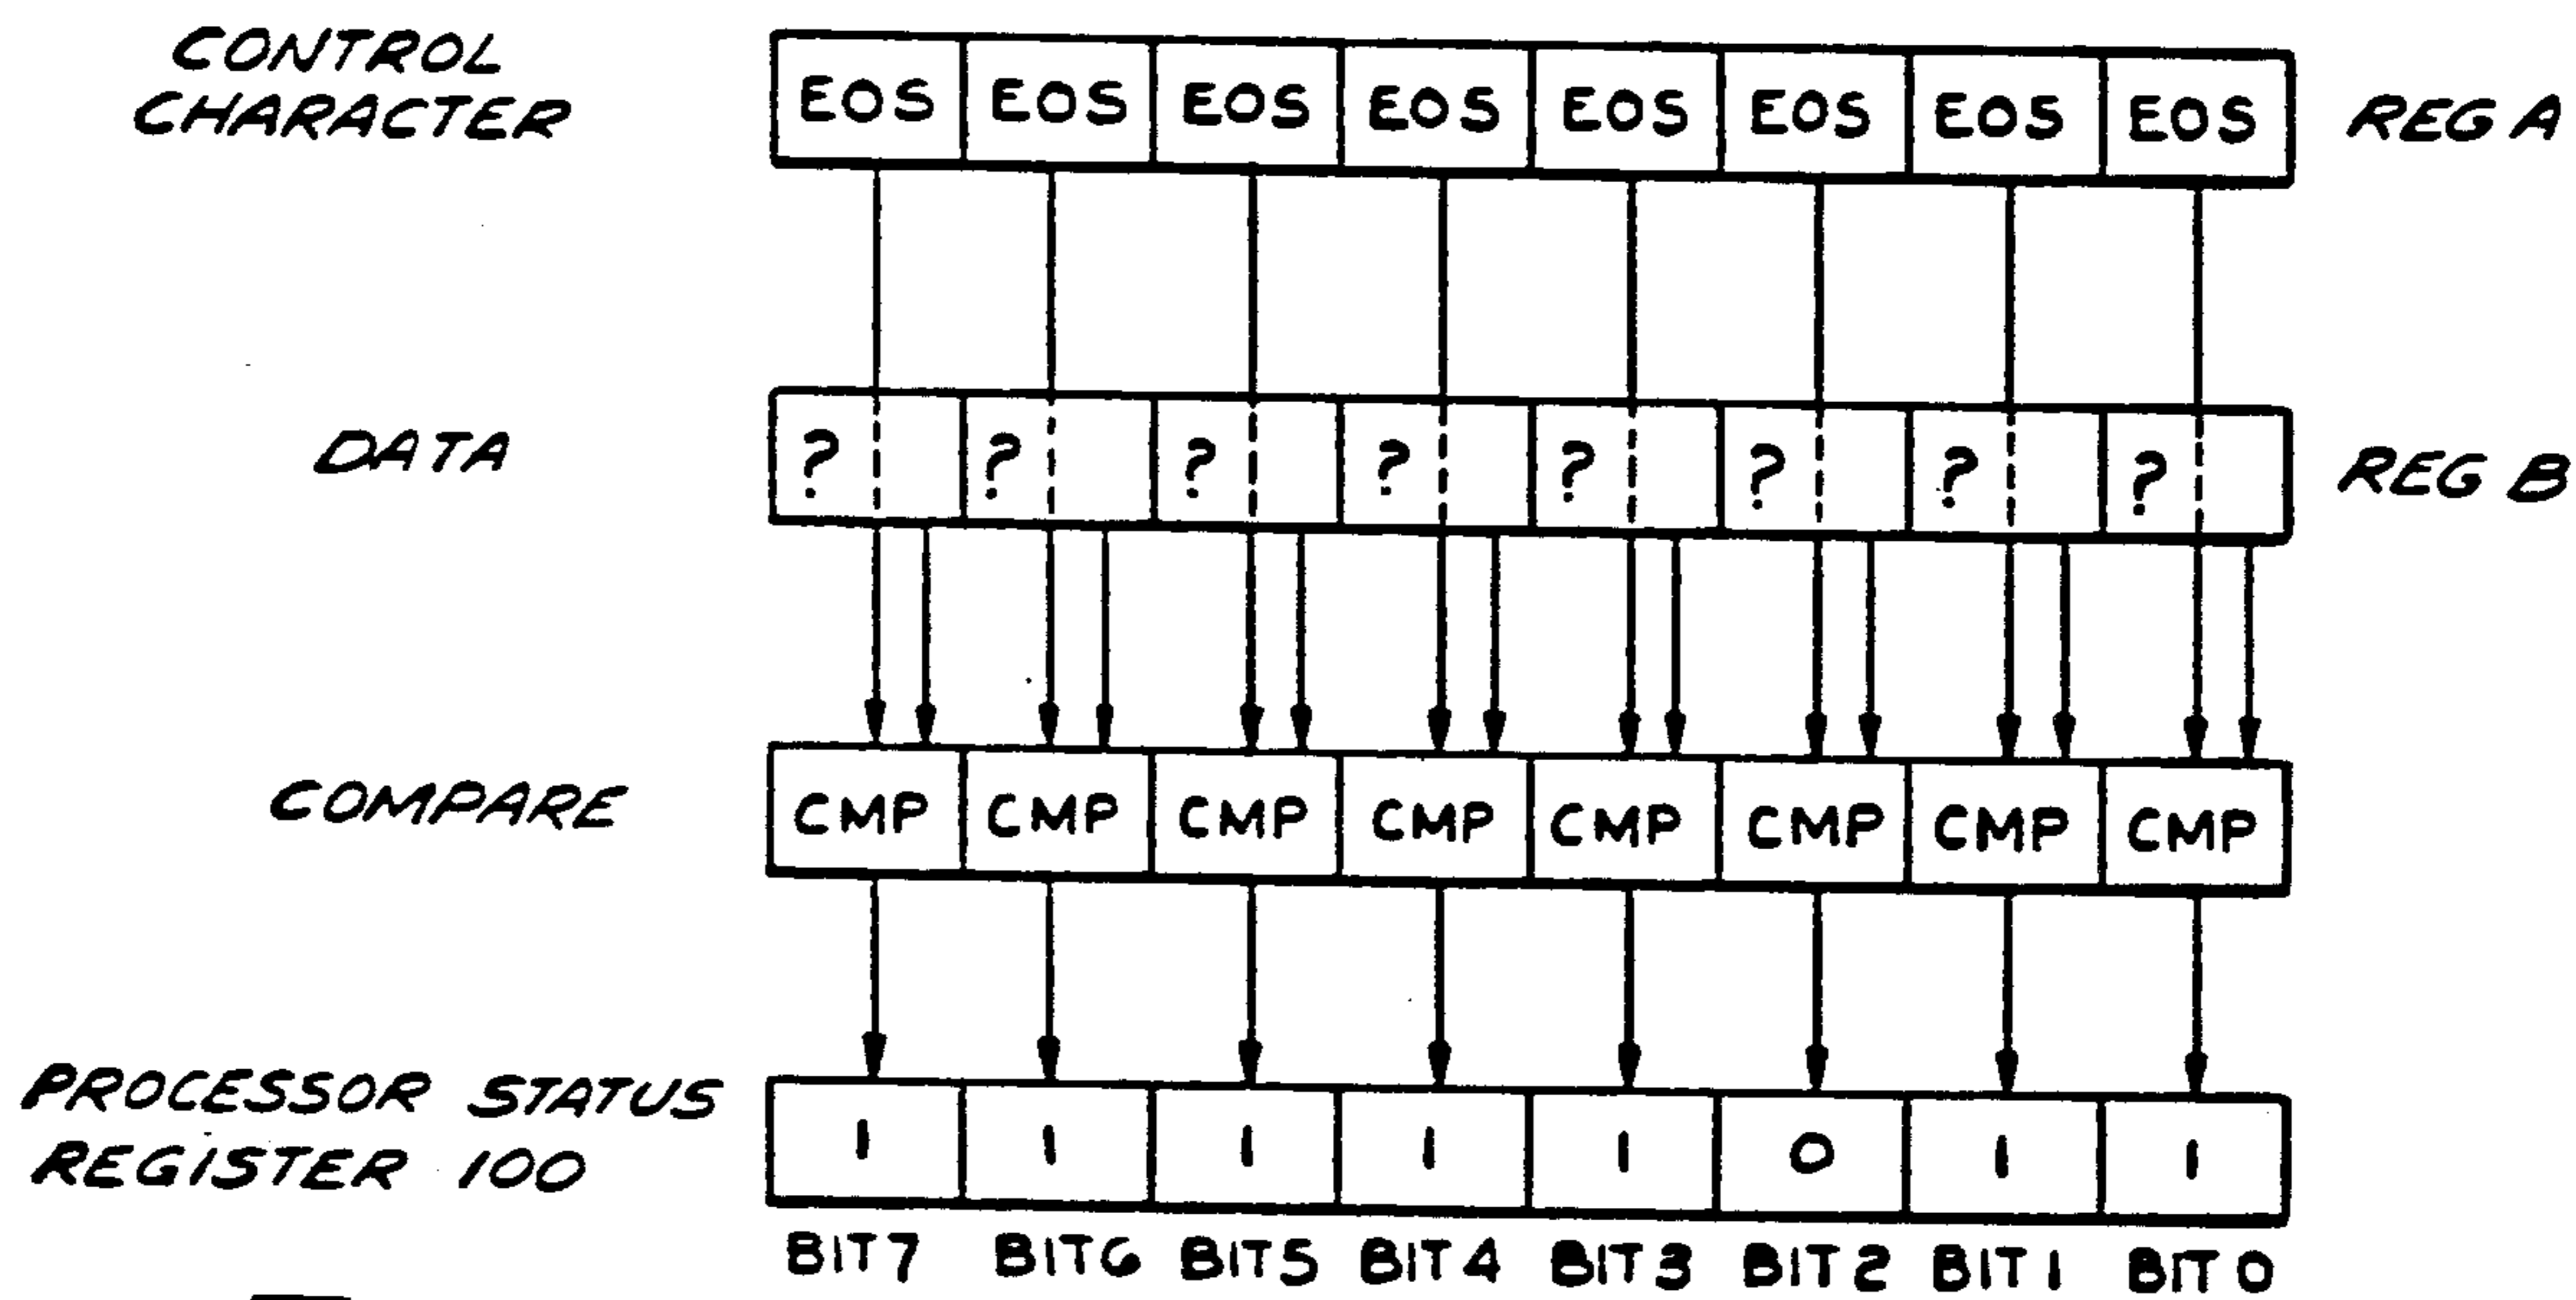 CONTROL
CHARACTER
EOS EOS EOS EOS EOS EOS EOS EOS
REG A
DATA
? ? ? ? ? ? ? ?
REG B
COMPARE
CMP CMP CMP CMP CMP CMP CMP CMP
PROCESSOR STATUS
REGISTER 100
1 1 1 1 1 0 1 1
BIT7 BIT6 BIT5 BIT4 BIT3 BIT2 BIT1 BIT0